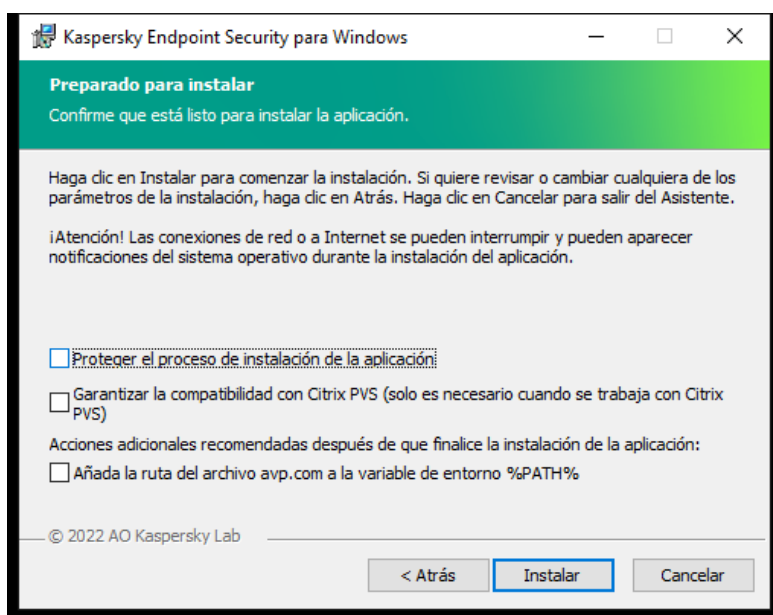 Kaspersky Endpoint Security para Windows
Preparado para instalar
Confirme que está listo para instalar la aplicación.
Haga clic en Instalar para comenzar la instalación. Si quiere revisar o cambiar cualquiera de los
parámetros de la instalación, haga clic en Atrás. Haga clic en Cancelar para salir del Asistente.
¡Atención! Las conexiones de red o a Internet se pueden interrumpir y pueden aparecer
notificaciones del sistema operativo durante la instalación del aplicación.
Proteger el proceso de instalación de la aplicación
Garantizar la compatibilidad con Citrix PVS (solo es necesario cuando se trabaja con Citrix
PVS)
Acciones adicionales recomendadas después de que finalice la instalación de la aplicación:
Añada la ruta del archivo avp.com a la variable de entorno %PATH%
© 2022 AO Kaspersky Lab
< Atrás Instalar Cancelar